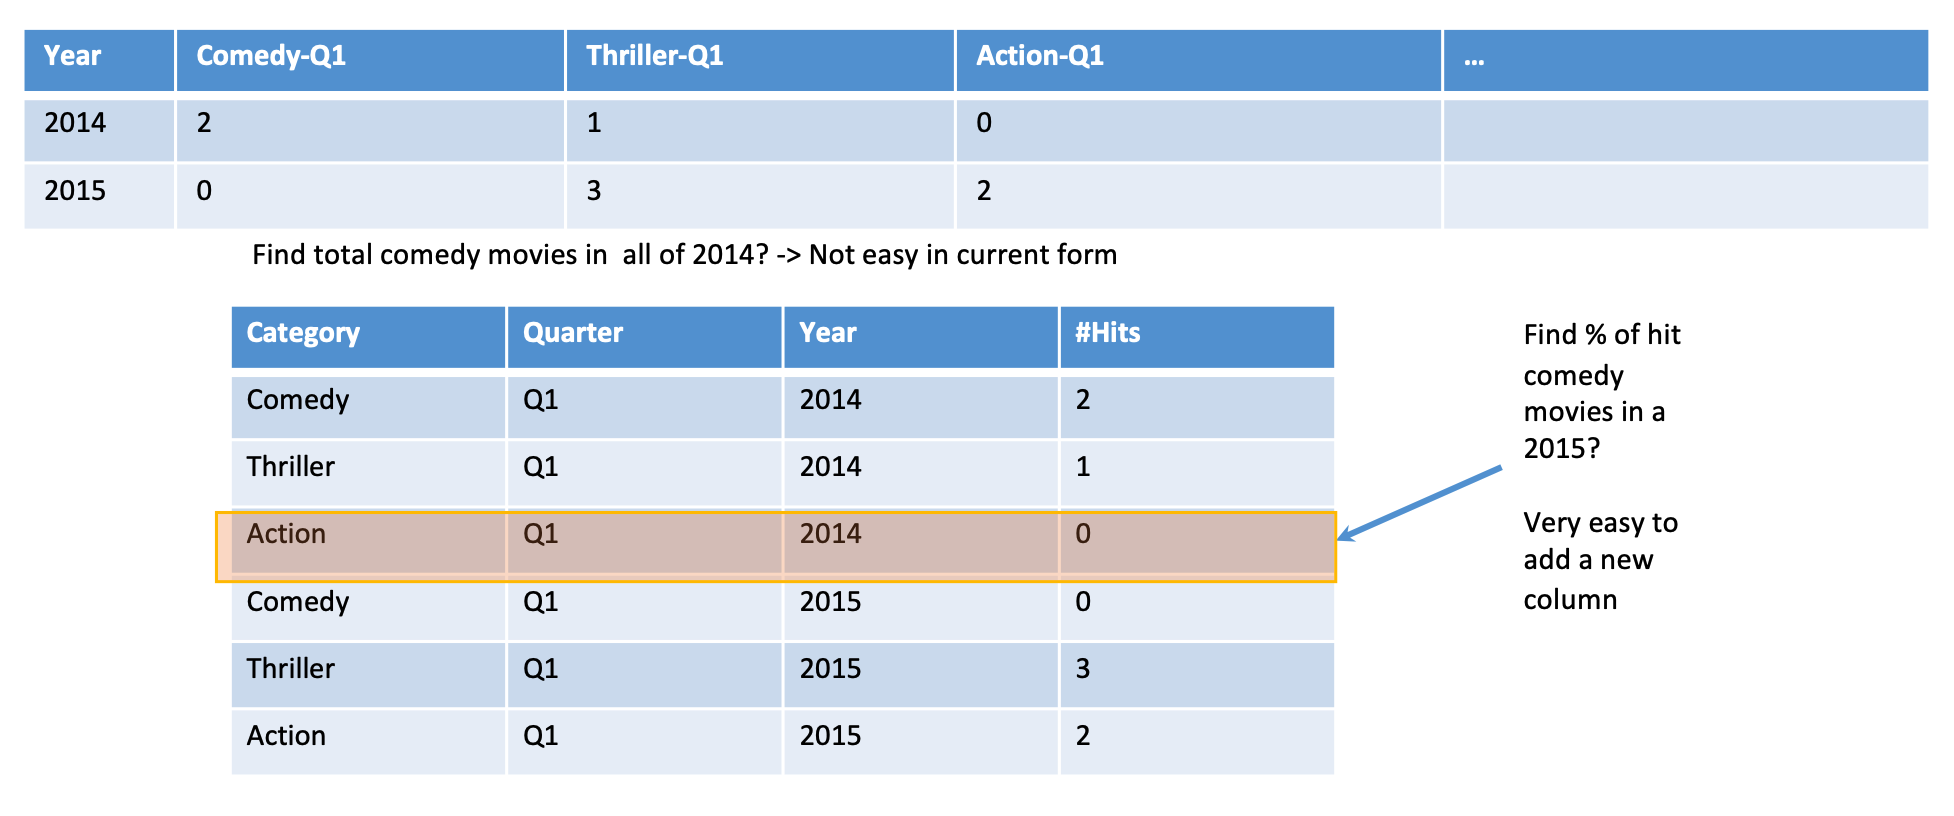 Year Comedy-Q1 Thriller-Q1 Action-Q1 ...
2014 2 1 0
2015 0 3 2
Find total comedy movies in  all of 2014? -> Not easy in current form
Category Quarter Year #Hits
Comedy Q1 2014 2
Thriller Q1 2014 1
Action Q1 2014 0
Comedy Q1 2015 0
Thriller Q1 2015 3
Action Q1 2015 2
Find % of hit
comedy
movies in a
2015?
Very easy to
add a new
column